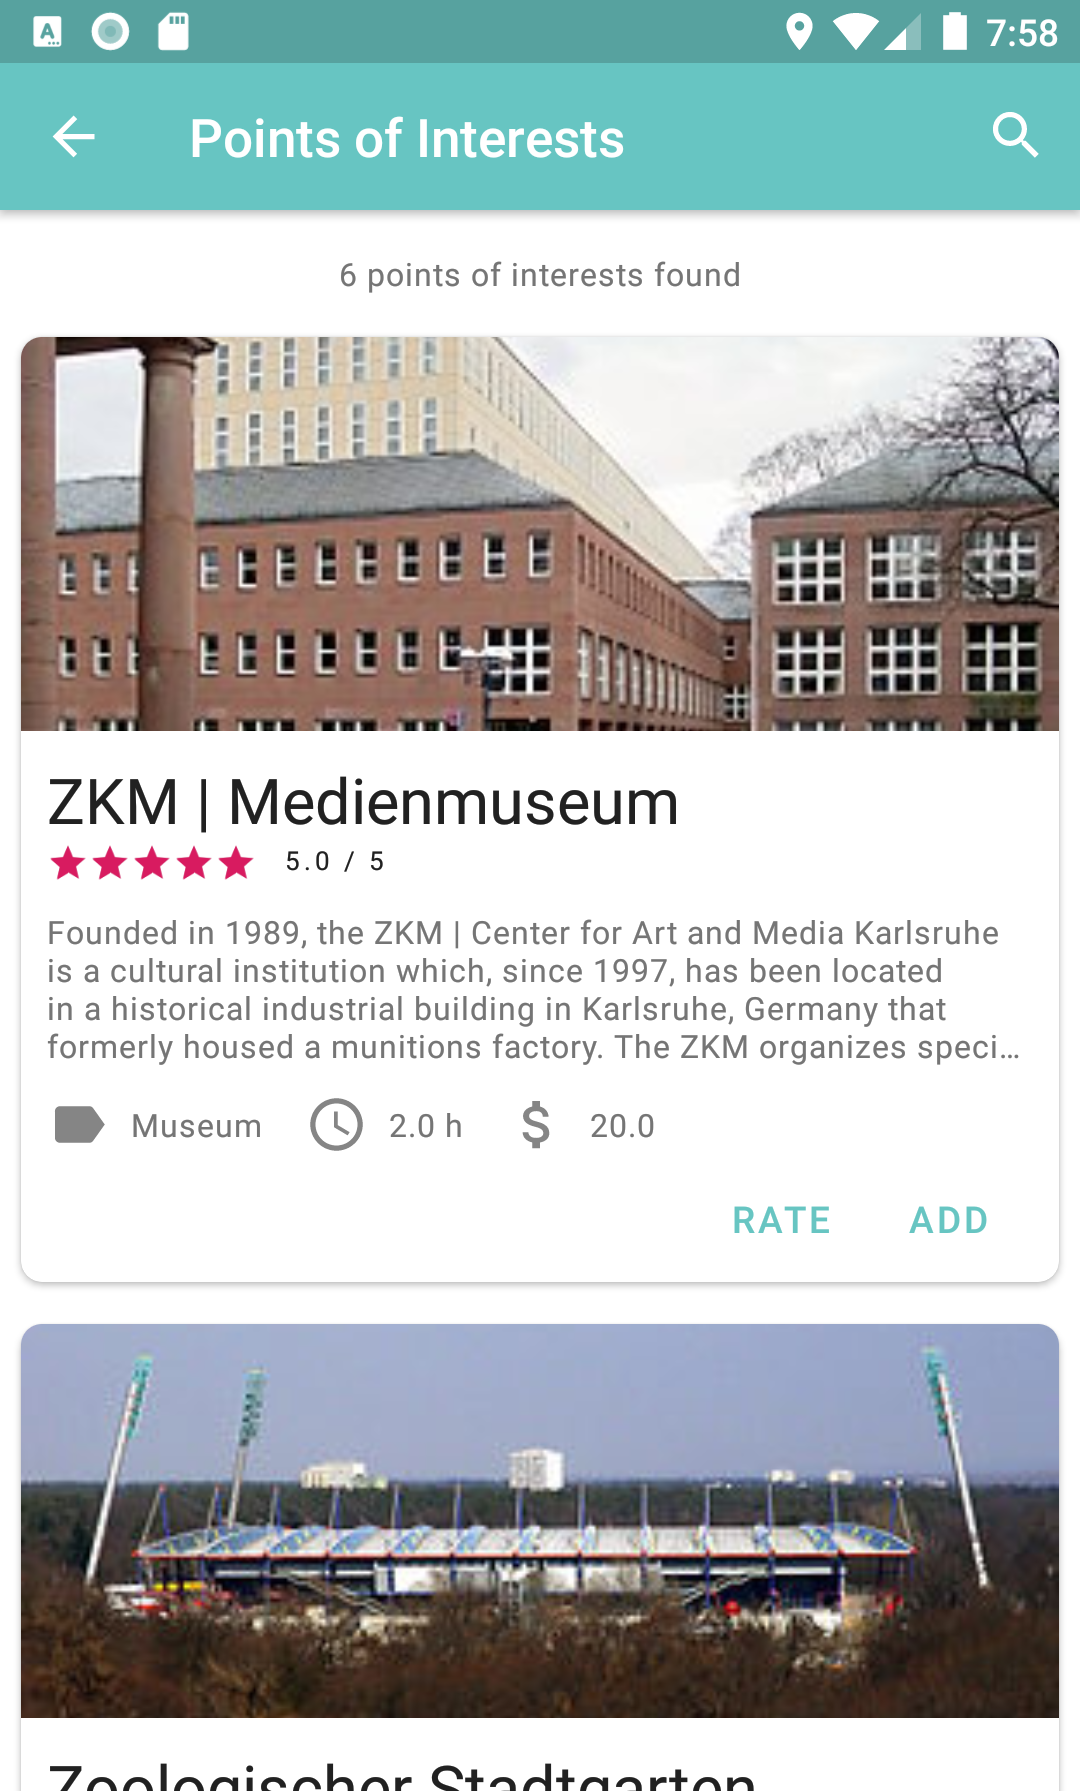 7:58
Points of Interests
6 points of interests found
ZKM | Medienmuseum
5.0 / 5
Founded in 1989, the ZKM | Center for Art and Media Karlsruhe
is a cultural institution which, since 1997, has been located
in a historical industrial building in Karlsruhe, Germany that
formerly housed a munitions factory. The ZKM organizes speci…
Museum 2.0 h $ 20.0
RATE ADD
Zoologischer Stadtgarten